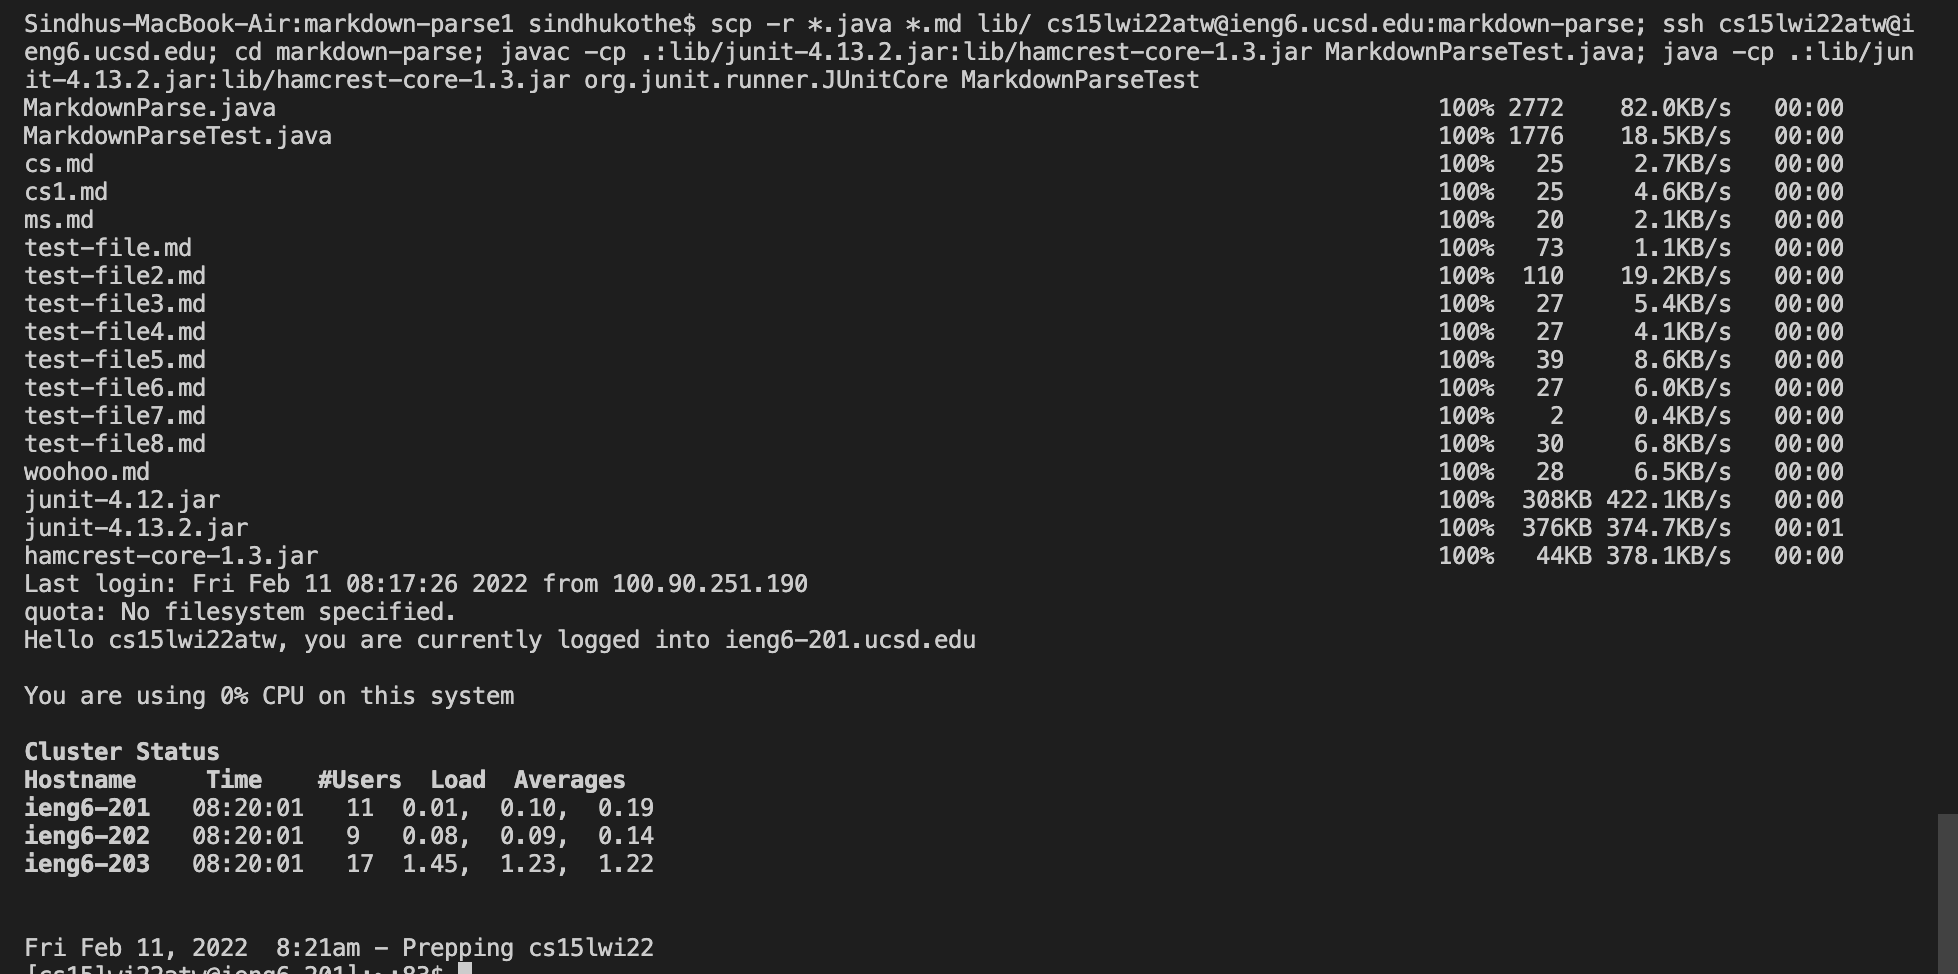 Sindhus-MacBook-Air:markdown-parse1 sindhukothe$ scp -r *.java *.md lib/ cs15lwi22atw@ieng6.ucsd.edu:markdown-parse; ssh cs15lwi22atw@i
eng6.ucsd.edu; cd markdown-parse; javac -cp .:lib/junit-4.13.2.jar:lib/hamcrest-core-1.3.jar MarkdownParseTest.java; java -cp .:lib/jun
it-4.13.2.jar:lib/hamcrest-core-1.3.jar org.junit.runner.JUnitCore MarkdownParseTest
MarkdownParse.java 100% 2772 82.0KB/s 00:00
MarkdownParseTest.java 100% 1776 18.5KB/s 00:00
cs.md 100% 25 2.7KB/s 00:00
cs1.md 100% 25 4.6KB/s 00:00
ms.md 100% 20 2.1KB/s 00:00
test-file.md 100% 73 1.1KB/s 00:00
test-file2.md 100% 110 19.2KB/s 00:00
test-file3.md 100% 27 5.4KB/s 00:00
test-file4.md 100% 27 4.1KB/s 00:00
test-file5.md 100% 39 8.6KB/s 00:00
test-file6.md 100% 27 6.0KB/s 00:00
test-file7.md 100% 2 0.4KB/s 00:00
test-file8.md 100% 30 6.8KB/s 00:00
woohoo.md 100% 28 6.5KB/s 00:00
junit-4.12.jar 100% 308KB 422.1KB/s 00:00
junit-4.13.2.jar 100% 376KB 374.7KB/s 00:01
hamcrest-core-1.3.jar 100% 44KB 378.1KB/s 00:00
Last login: Fri Feb 11 08:17:26 2022 from 100.90.251.190
quota: No filesystem specified.
Hello cs15lwi22atw, you are currently logged into ieng6-201.ucsd.edu
You are using 0% CPU on this system
Cluster Status
Hostname Time #Users Load Averages
ieng6-201 08:20:01 11 0.01, 0.10, 0.19
ieng6-202 08:20:01 9 0.08, 0.09, 0.14
ieng6-203 08:20:01 17 1.45, 1.23, 1.22
Fri Feb 11, 2022 8:21am - Prepping cs15lwi22
[cs15lwi22atw@ieng6-201]:~:83$